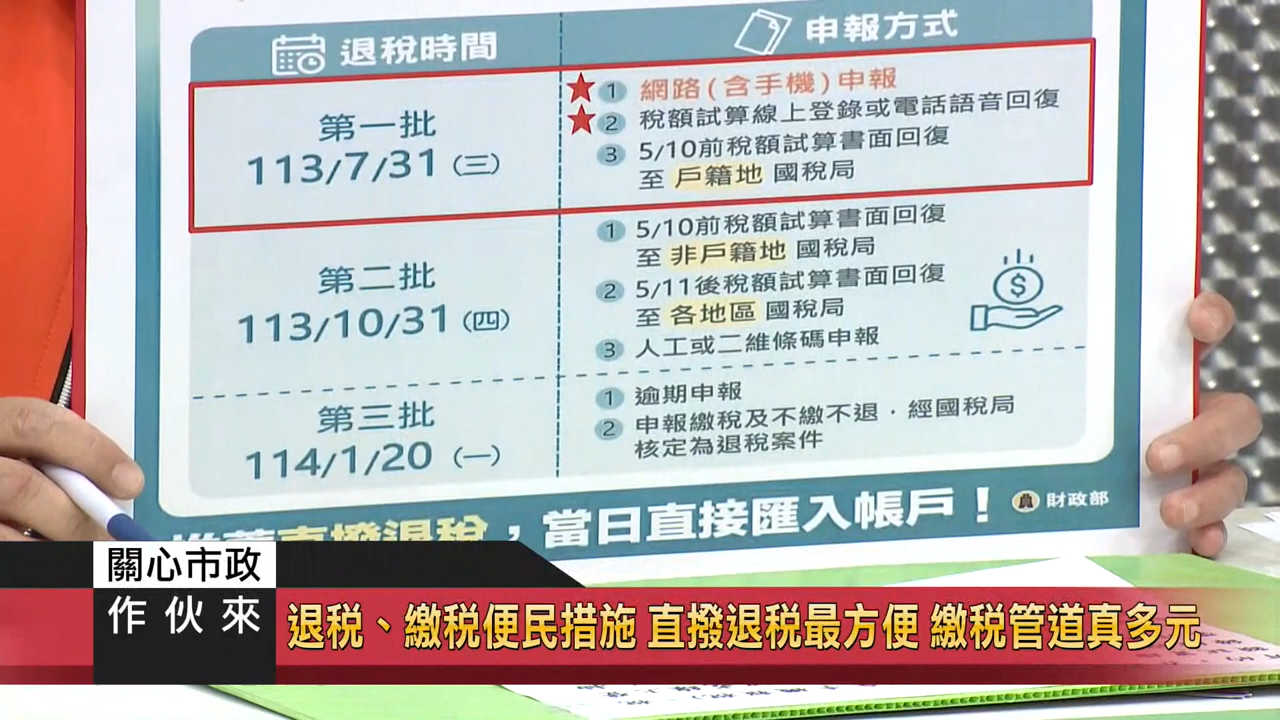 退稅時間
申報方式
第一批
113/7/31(三)
★ 1 網路(含手機)申報
★ 2 稅額試算線上登錄或電話語音回復
3 5/10前稅額試算書面回復
至 戶籍地 國稅局
第二批
113/10/31(四)
1 5/10前稅額試算書面回復
至 非戶籍地 國稅局
2 5/11後稅額試算書面回復
至 各地區 國稅局
3 人工或二維條碼申報
第三批
114/1/20 (一)
1 逾期申報
2 申報繳稅及不繳不退,經國稅局
核定為退稅案件
直撥退稅,當日直接匯入帳戶!
財政部
關心市政
作伙來
退稅、繳稅便民措施 直撥退稅最方便 繳稅管道真多元